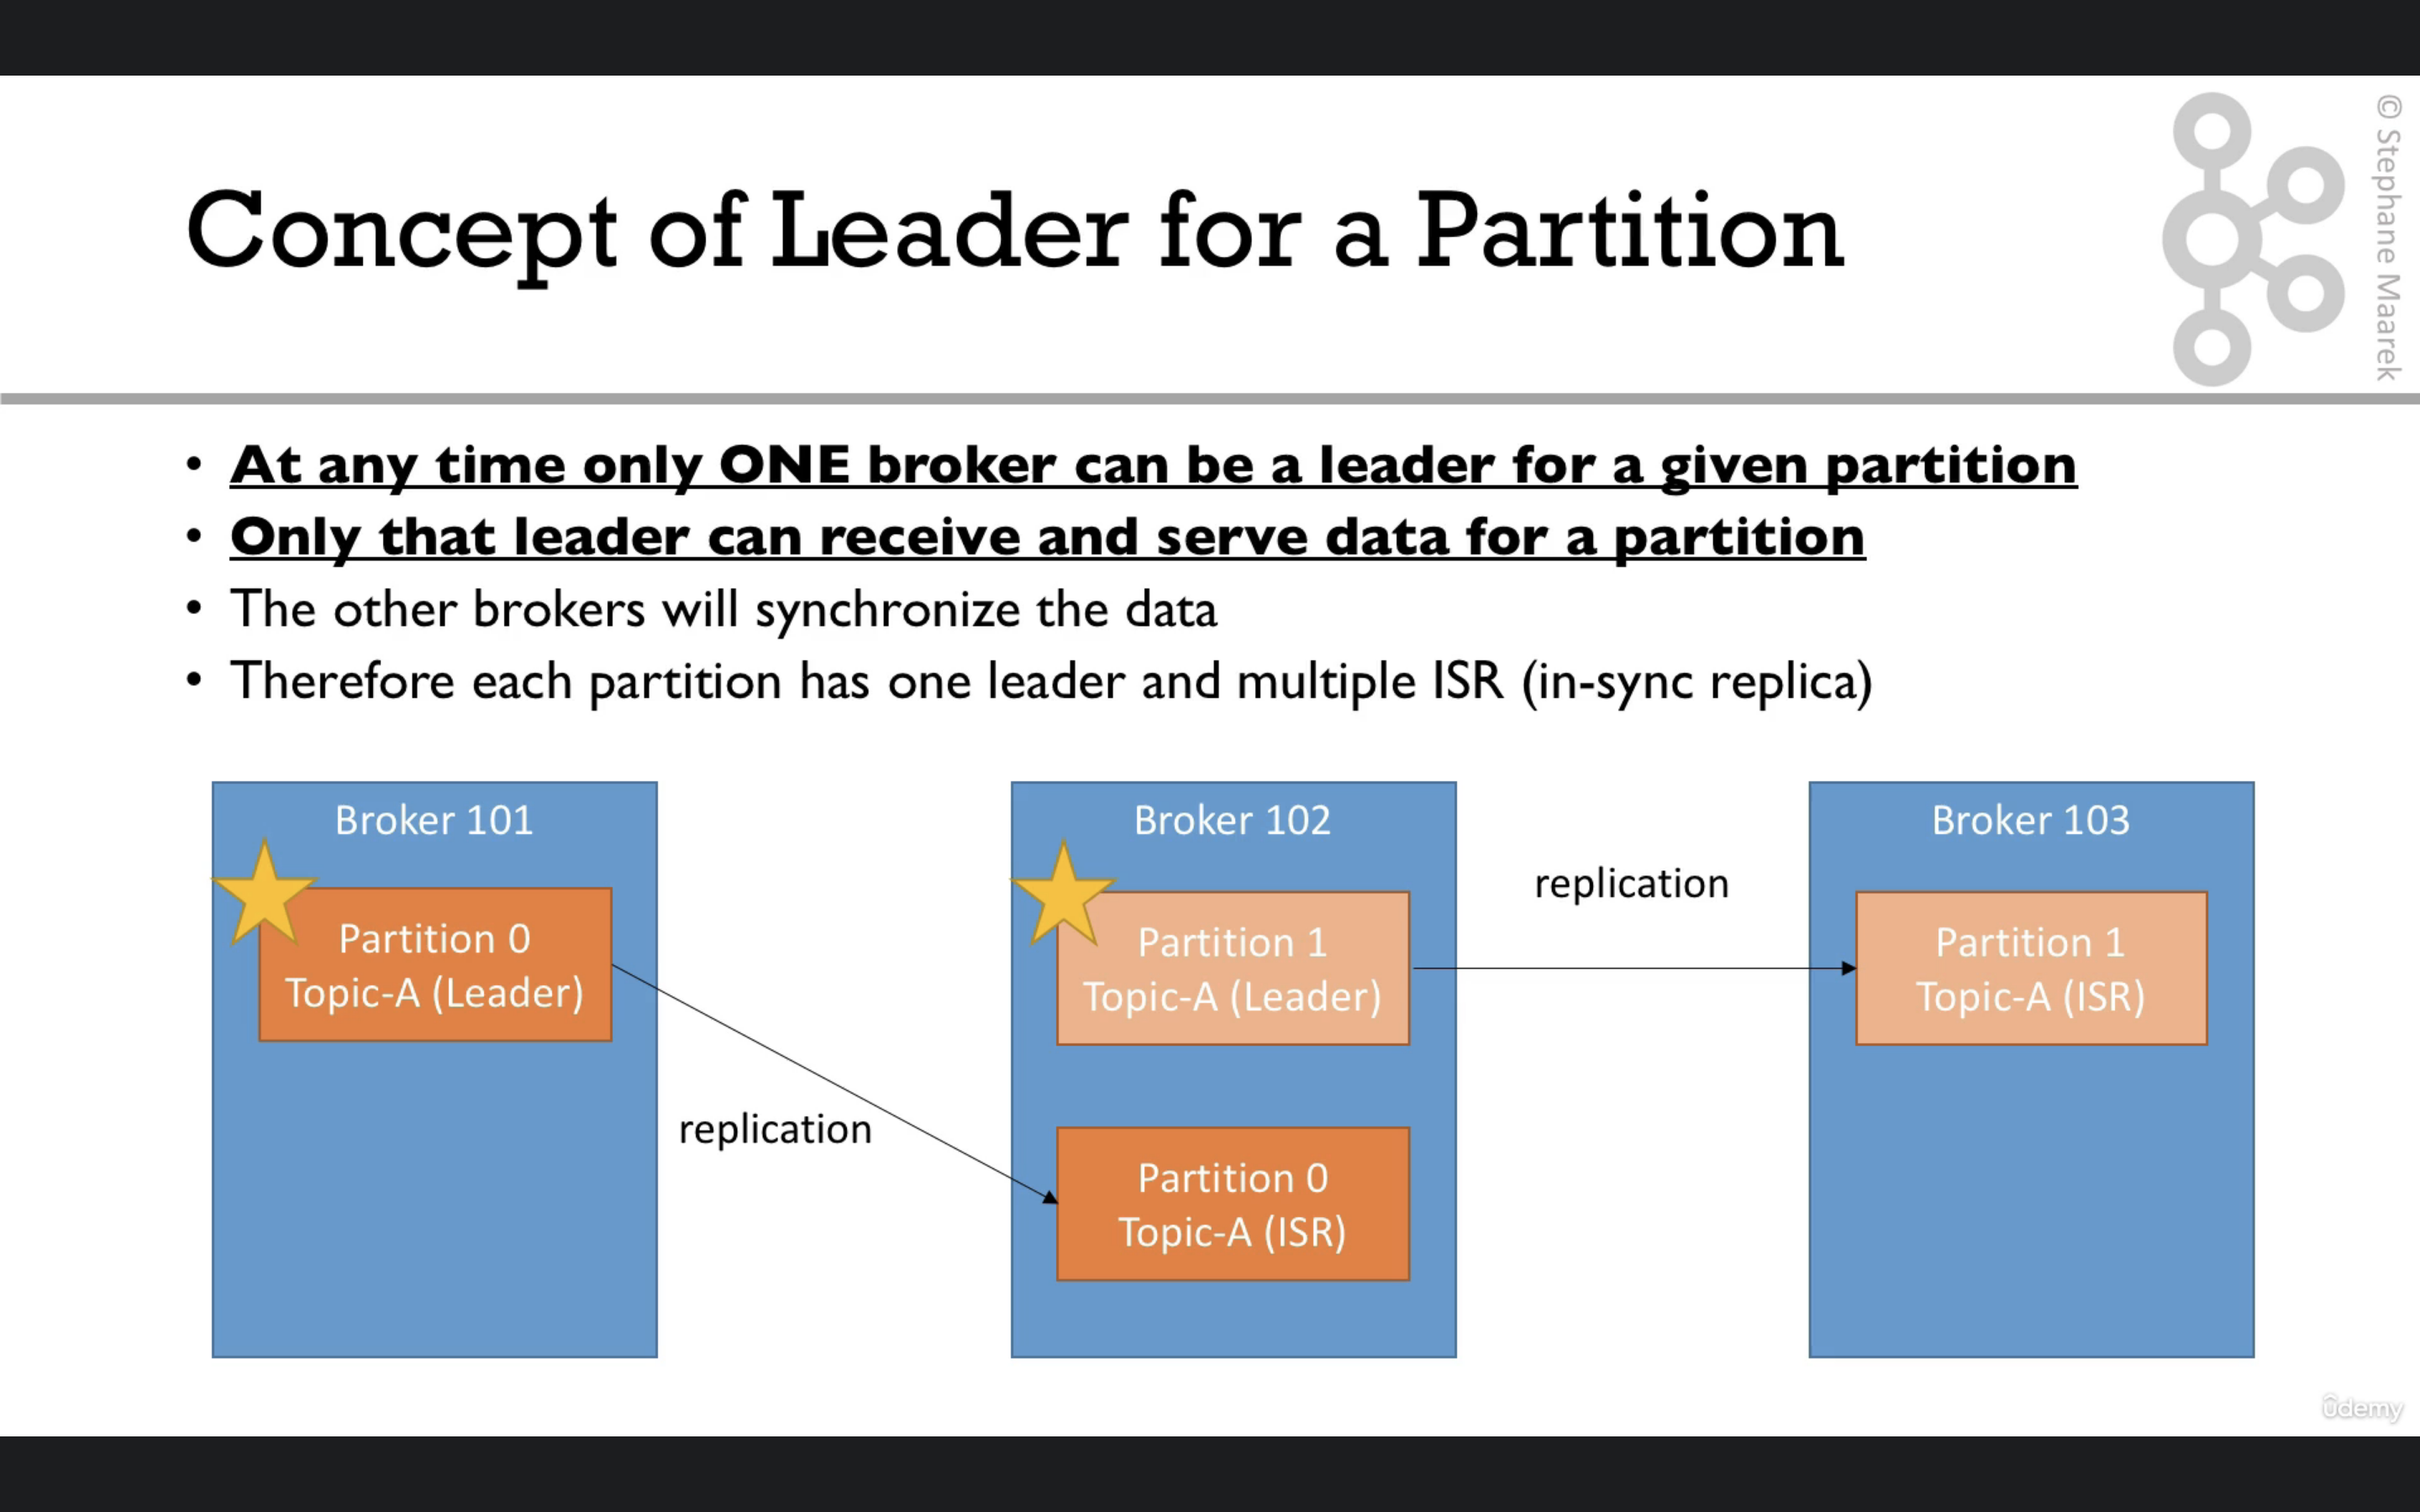 Concept of Leader for a Partition
© Stephane Maarek
• At any time only ONE broker can be a leader for a given partition
• Only that leader can receive and serve data for a partition
• The other brokers will synchronize the data
• Therefore each partition has one leader and multiple ISR (in-sync replica)
Broker 101
Partition 0
Topic-A (Leader)
replication
Broker 102
Partition 1
Topic-A (Leader)
Partition 0
Topic-A (ISR)
replication
Broker 103
Partition 1
Topic-A (ISR)
ûdemy